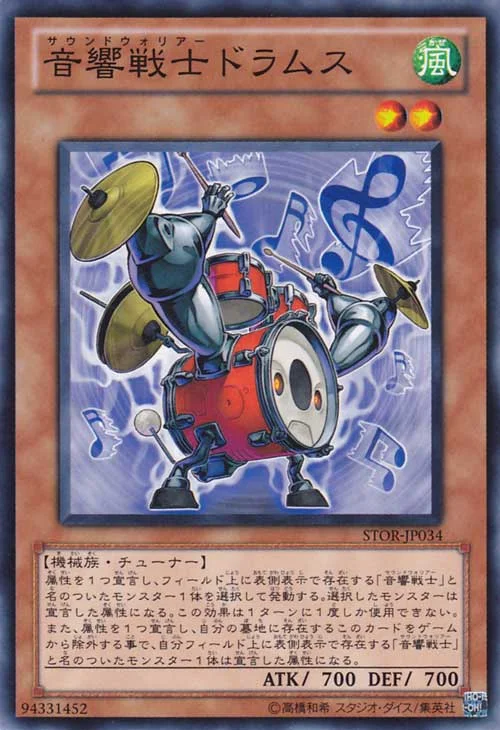 サウンドウォリアー
音響戦士ドラムス
かぜ
風
STOR-JP034
【機械族・チューナー】
属性を1つ宣言し、フィールド上に表側表示で存在する「音響戦士」と
名のついたモンスター1体を選択して発動する。選択したモンスターは
宣言した属性になる。この効果は1ターンに1度しか使用できない。
また、属性を1つ宣言し、自分の墓地に存在するこのカードをゲーム
から除外する事で、自分フィールド上に表側表示で存在する「音響戦士」
と名のついたモンスター1体は宣言した属性になる。
ATK/ 700 DEF/ 700
94331452
©高橋和希 スタジオ・ダイス/集英社